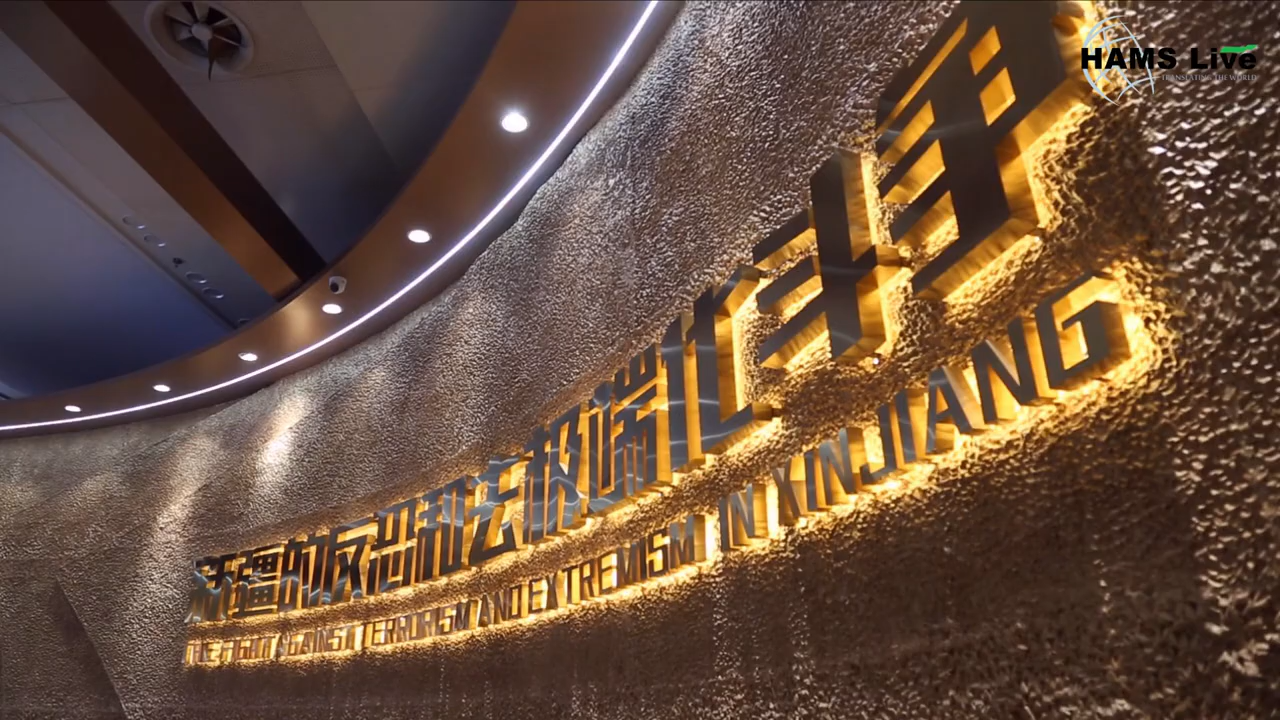 HAMS Live
TRANSLATING THE WORLD
新疆的反恐和去极端化斗争
THE FIGHT AGAINST TERRORISM AND EXTREMISM IN XINJIANG